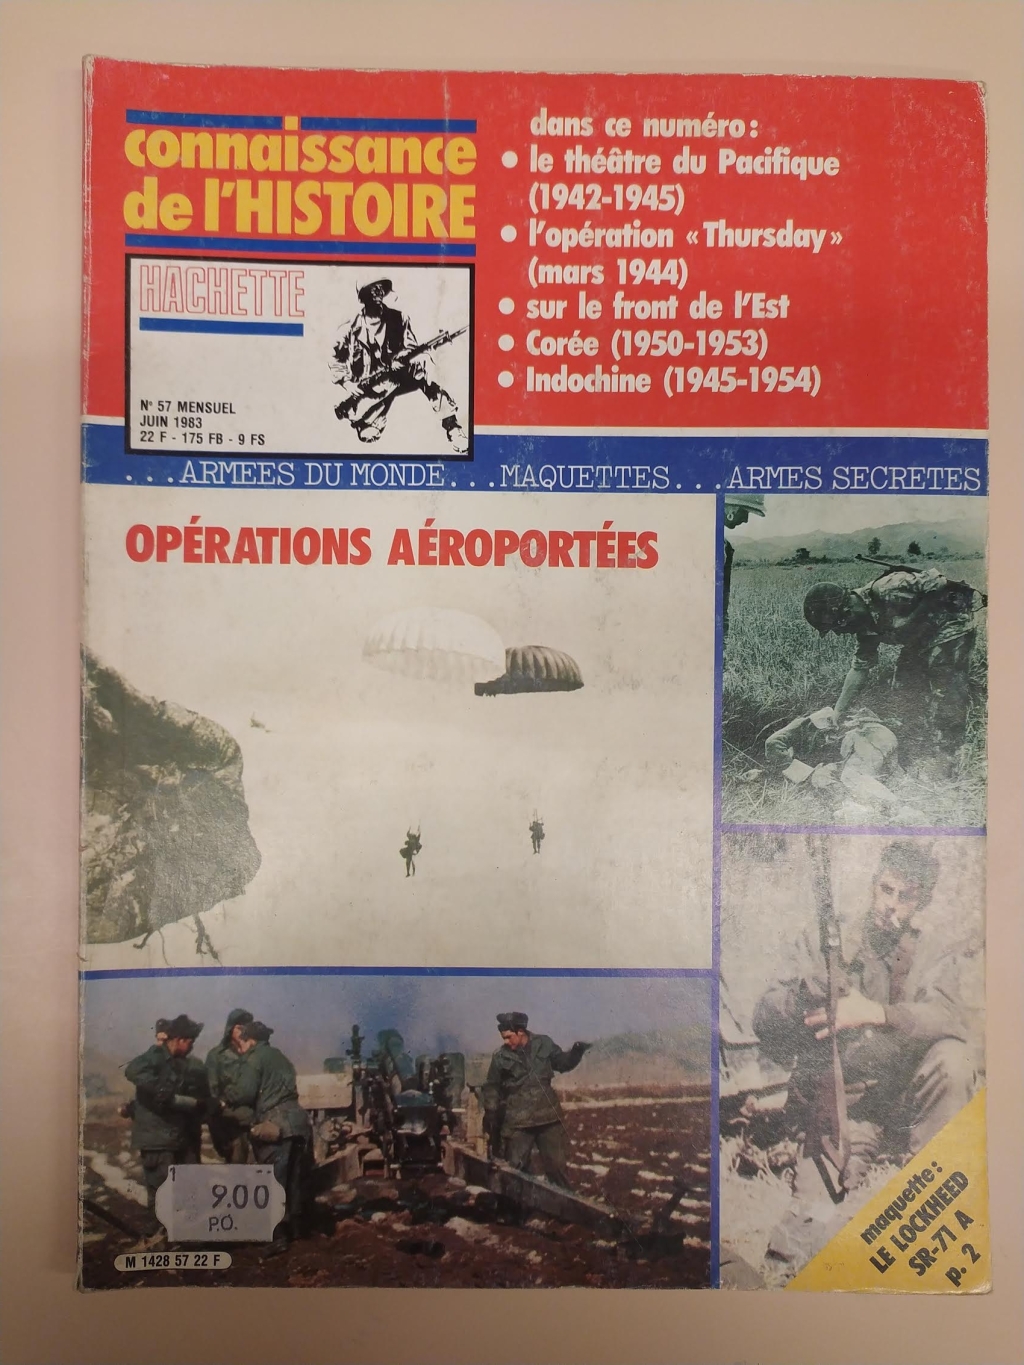 connaissance
de l'HISTOIRE
HACHETTE
N° 57 MENSUEL
JUIN 1983
22 F - 175 FB - 9 FS
dans ce numéro :
• le théâtre du Pacifique
(1942-1945)
• l'opération « Thursday »
(mars 1944)
• sur le front de l'Est
• Corée (1950-1953)
• Indochine (1945-1954)
...ARMEES DU MONDE...MAQUETTES...ARMES SECRETES
OPÉRATIONS AÉROPORTÉES
9.00
P.O.
M 1428 57 22 F
maquette :
LE LOCKHEED
SR-71 A
p. 2